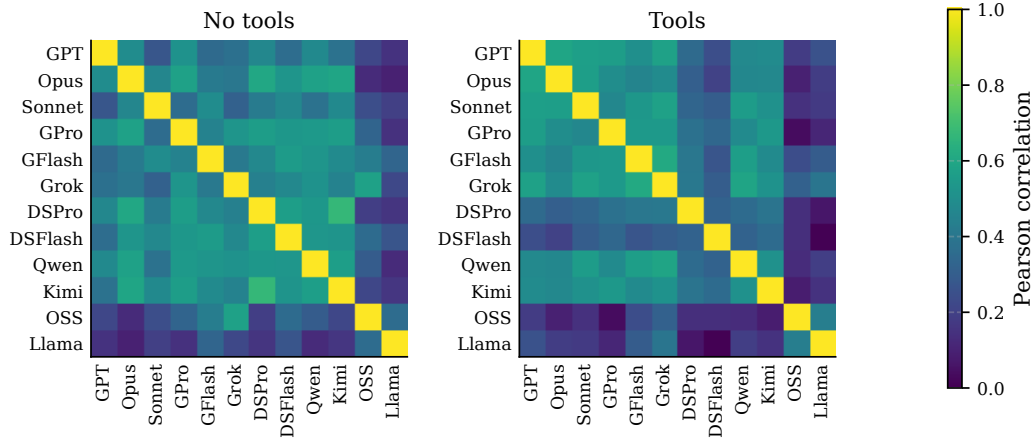 No tools
Tools
GPT
Opus
Sonnet
GPro
GFlash
Grok
DSPro
DSFlash
Qwen
Kimi
OSS
Llama
GPT
Opus
Sonnet
GPro
GFlash
Grok
DSPro
DSFlash
Qwen
Kimi
OSS
Llama
GPT
Opus
Sonnet
GPro
GFlash
Grok
DSPro
DSFlash
Qwen
Kimi
OSS
Llama
GPT
Opus
Sonnet
GPro
GFlash
Grok
DSPro
DSFlash
Qwen
Kimi
OSS
Llama
1.0
0.8
0.6
0.4
0.2
0.0
Pearson correlation